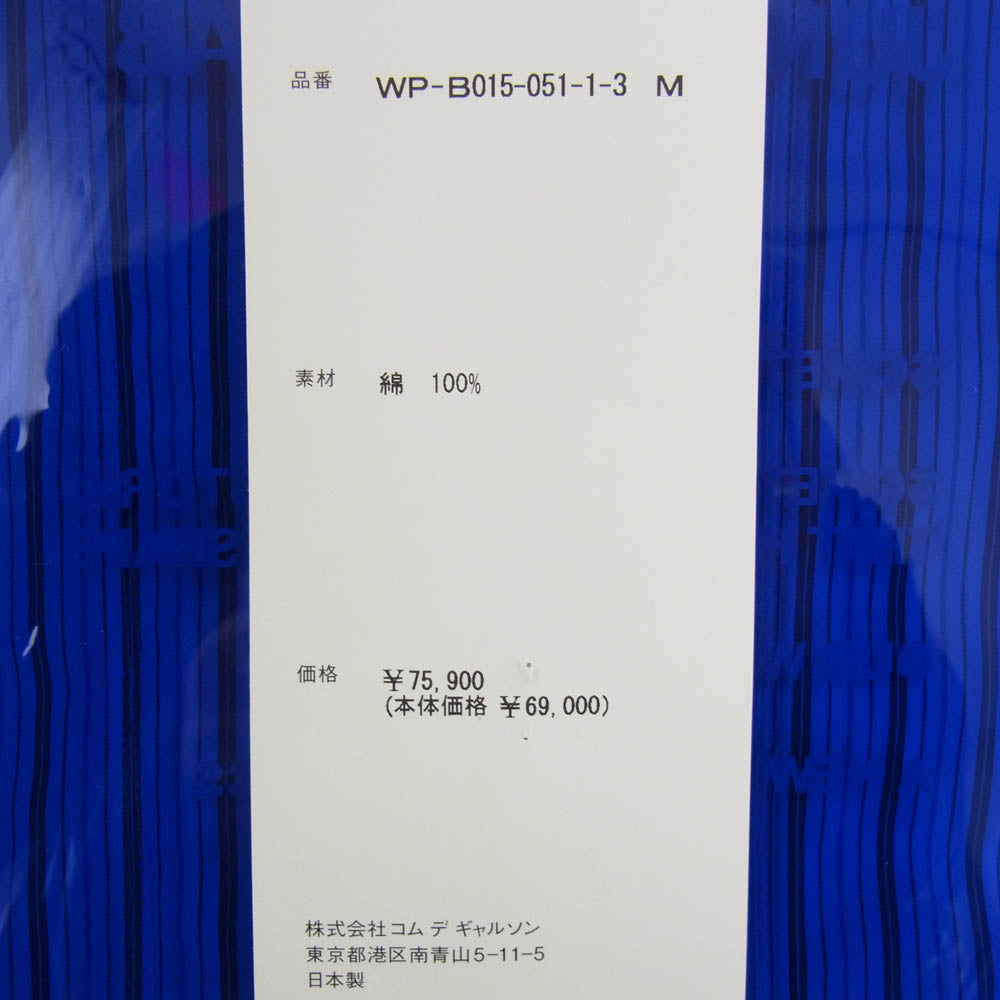 品番 WP-B015-051-1-3 M
素材 綿 100%
価格 ¥75,900
(本体価格 ¥69,000)
株式会社コム デ ギャルソン
東京都港区南青山5-11-5
日本製